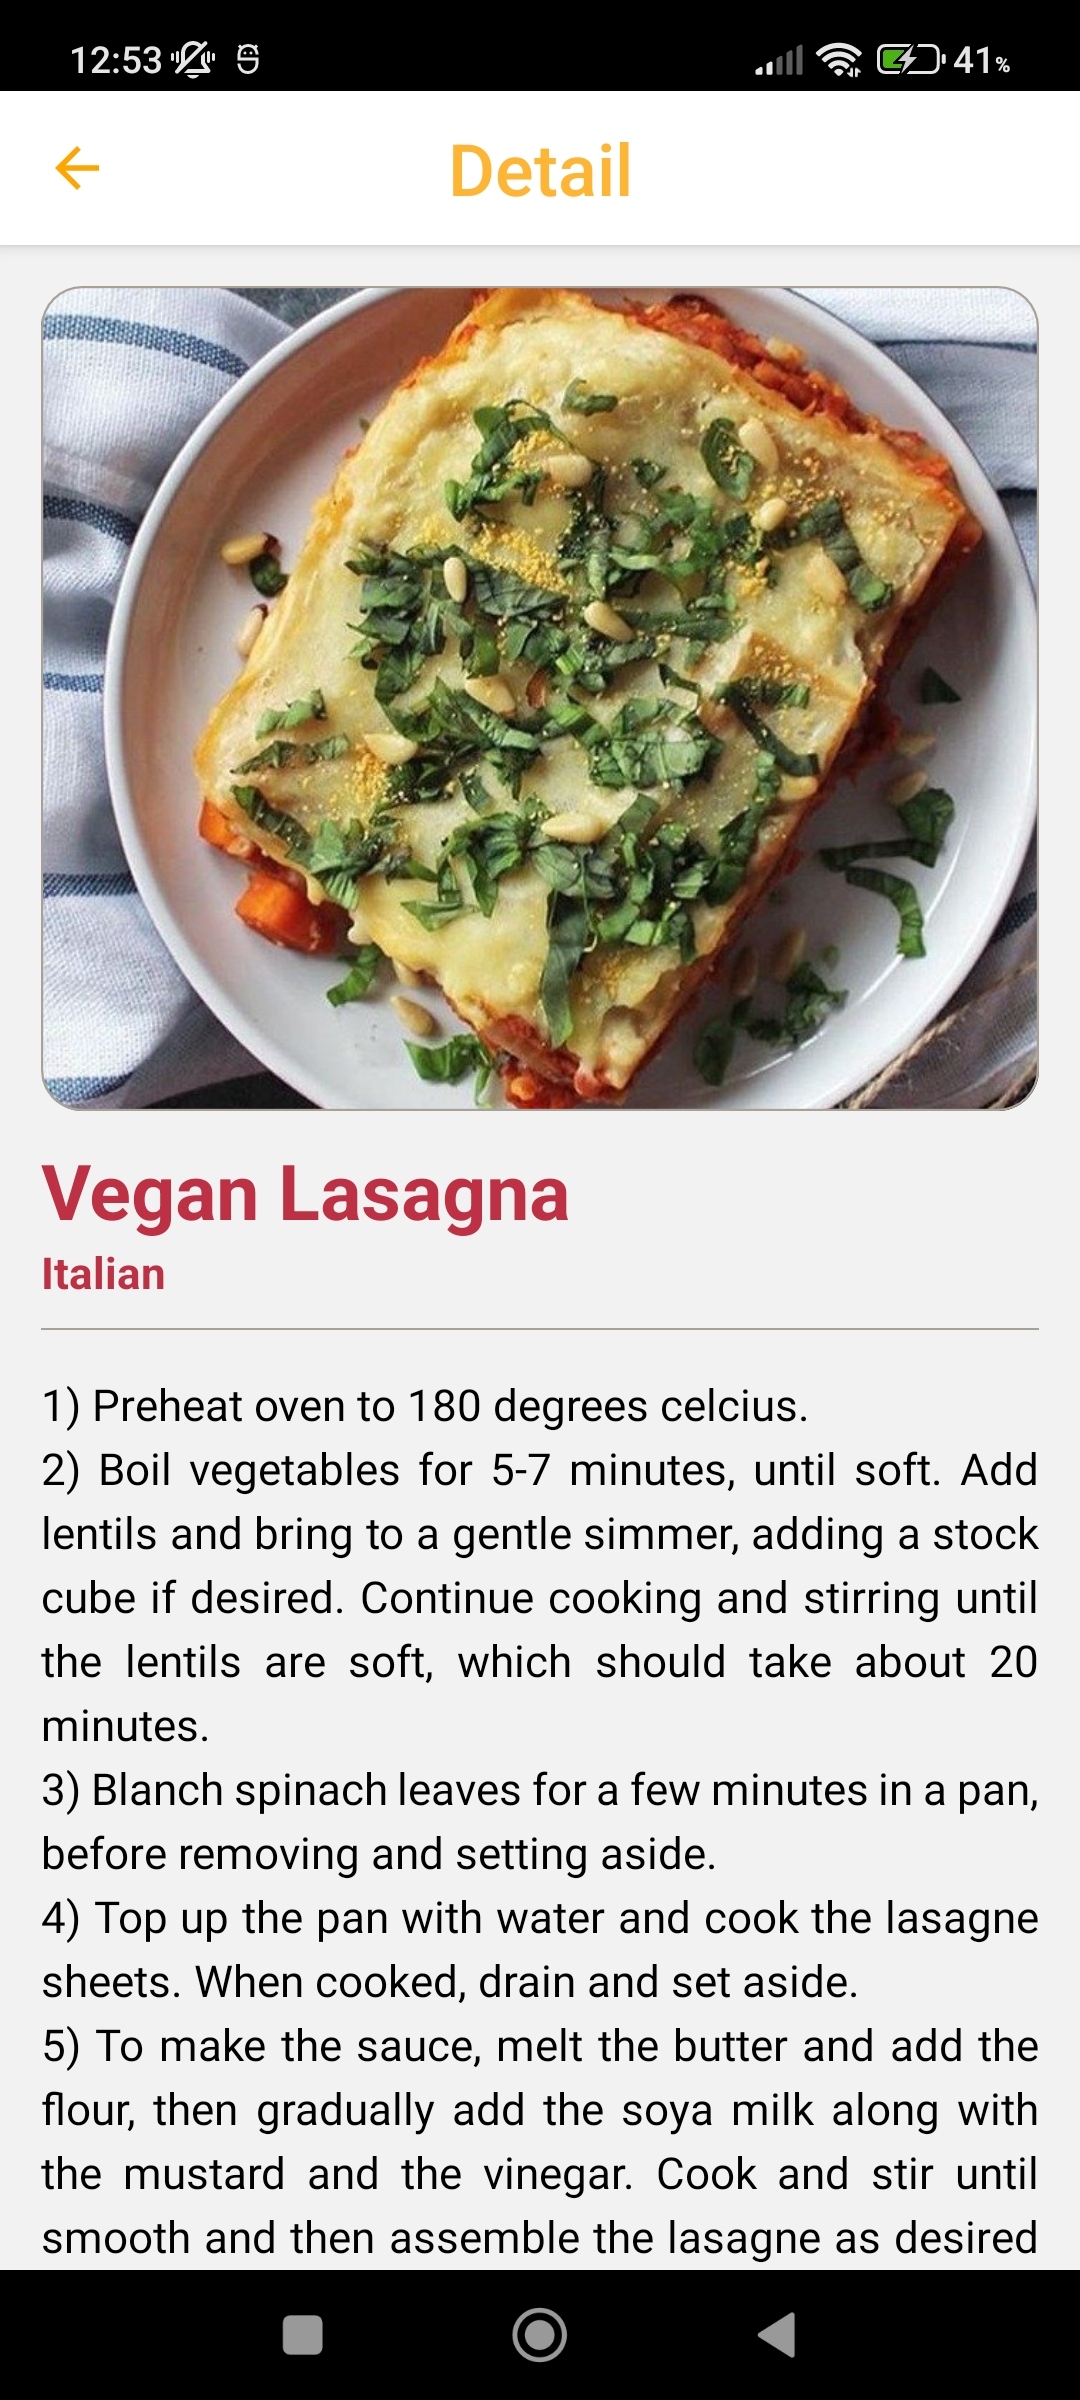 12:53
41%
Detail
Vegan Lasagna
Italian
1) Preheat oven to 180 degrees celcius.
2) Boil vegetables for 5-7 minutes, until soft. Add
lentils and bring to a gentle simmer, adding a stock
cube if desired. Continue cooking and stirring until
the lentils are soft, which should take about 20
minutes.
3) Blanch spinach leaves for a few minutes in a pan,
before removing and setting aside.
4) Top up the pan with water and cook the lasagne
sheets. When cooked, drain and set aside.
5) To make the sauce, melt the butter and add the
flour, then gradually add the soya milk along with
the mustard and the vinegar. Cook and stir until
smooth and then assemble the lasagne as desired